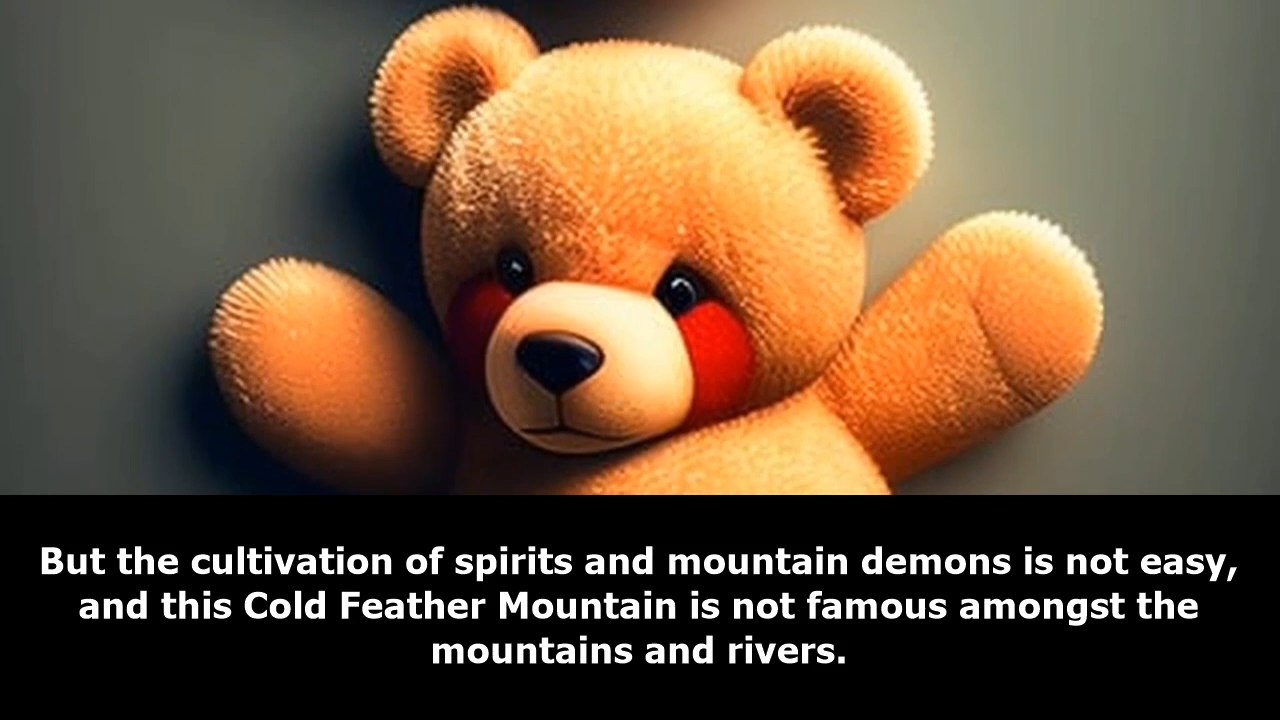 But the cultivation of spirits and mountain demons is not easy,
and this Cold Feather Mountain is not famous amongst the
mountains and rivers.